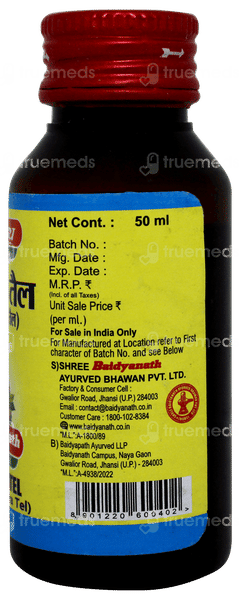 truemeds
Net Cont. : 50 ml
Batch No. :
Mfg. Date :
Exp. Date :
M.R.P. ₹
(Incl. of all Taxes)
Unit Sale Price ₹
(per ml.)
For Sale in India Only
For Manufactured at Location refer to First
character of Batch No. and see Below
S)SHREE Baidyanath
AYURVED BHAWAN PVT. LTD.
Factory & Consumer Cell :
Gwalior Road, Jhansi (U.P.) - 284003
Email : contact@baidyanath.co.in
Customer Care : 1800-102-8384
www.baidyanath.co.in
"M.L.":A-1800/89
B) Baidyapath Ayurved LLP
Baidyanath Campus, Naya Gaon
Gwalior Road, Jhansi (U.P.) - 284003
"M.L.":A-4938/2022
8 901220 600402
तेल
TEL
Tel)